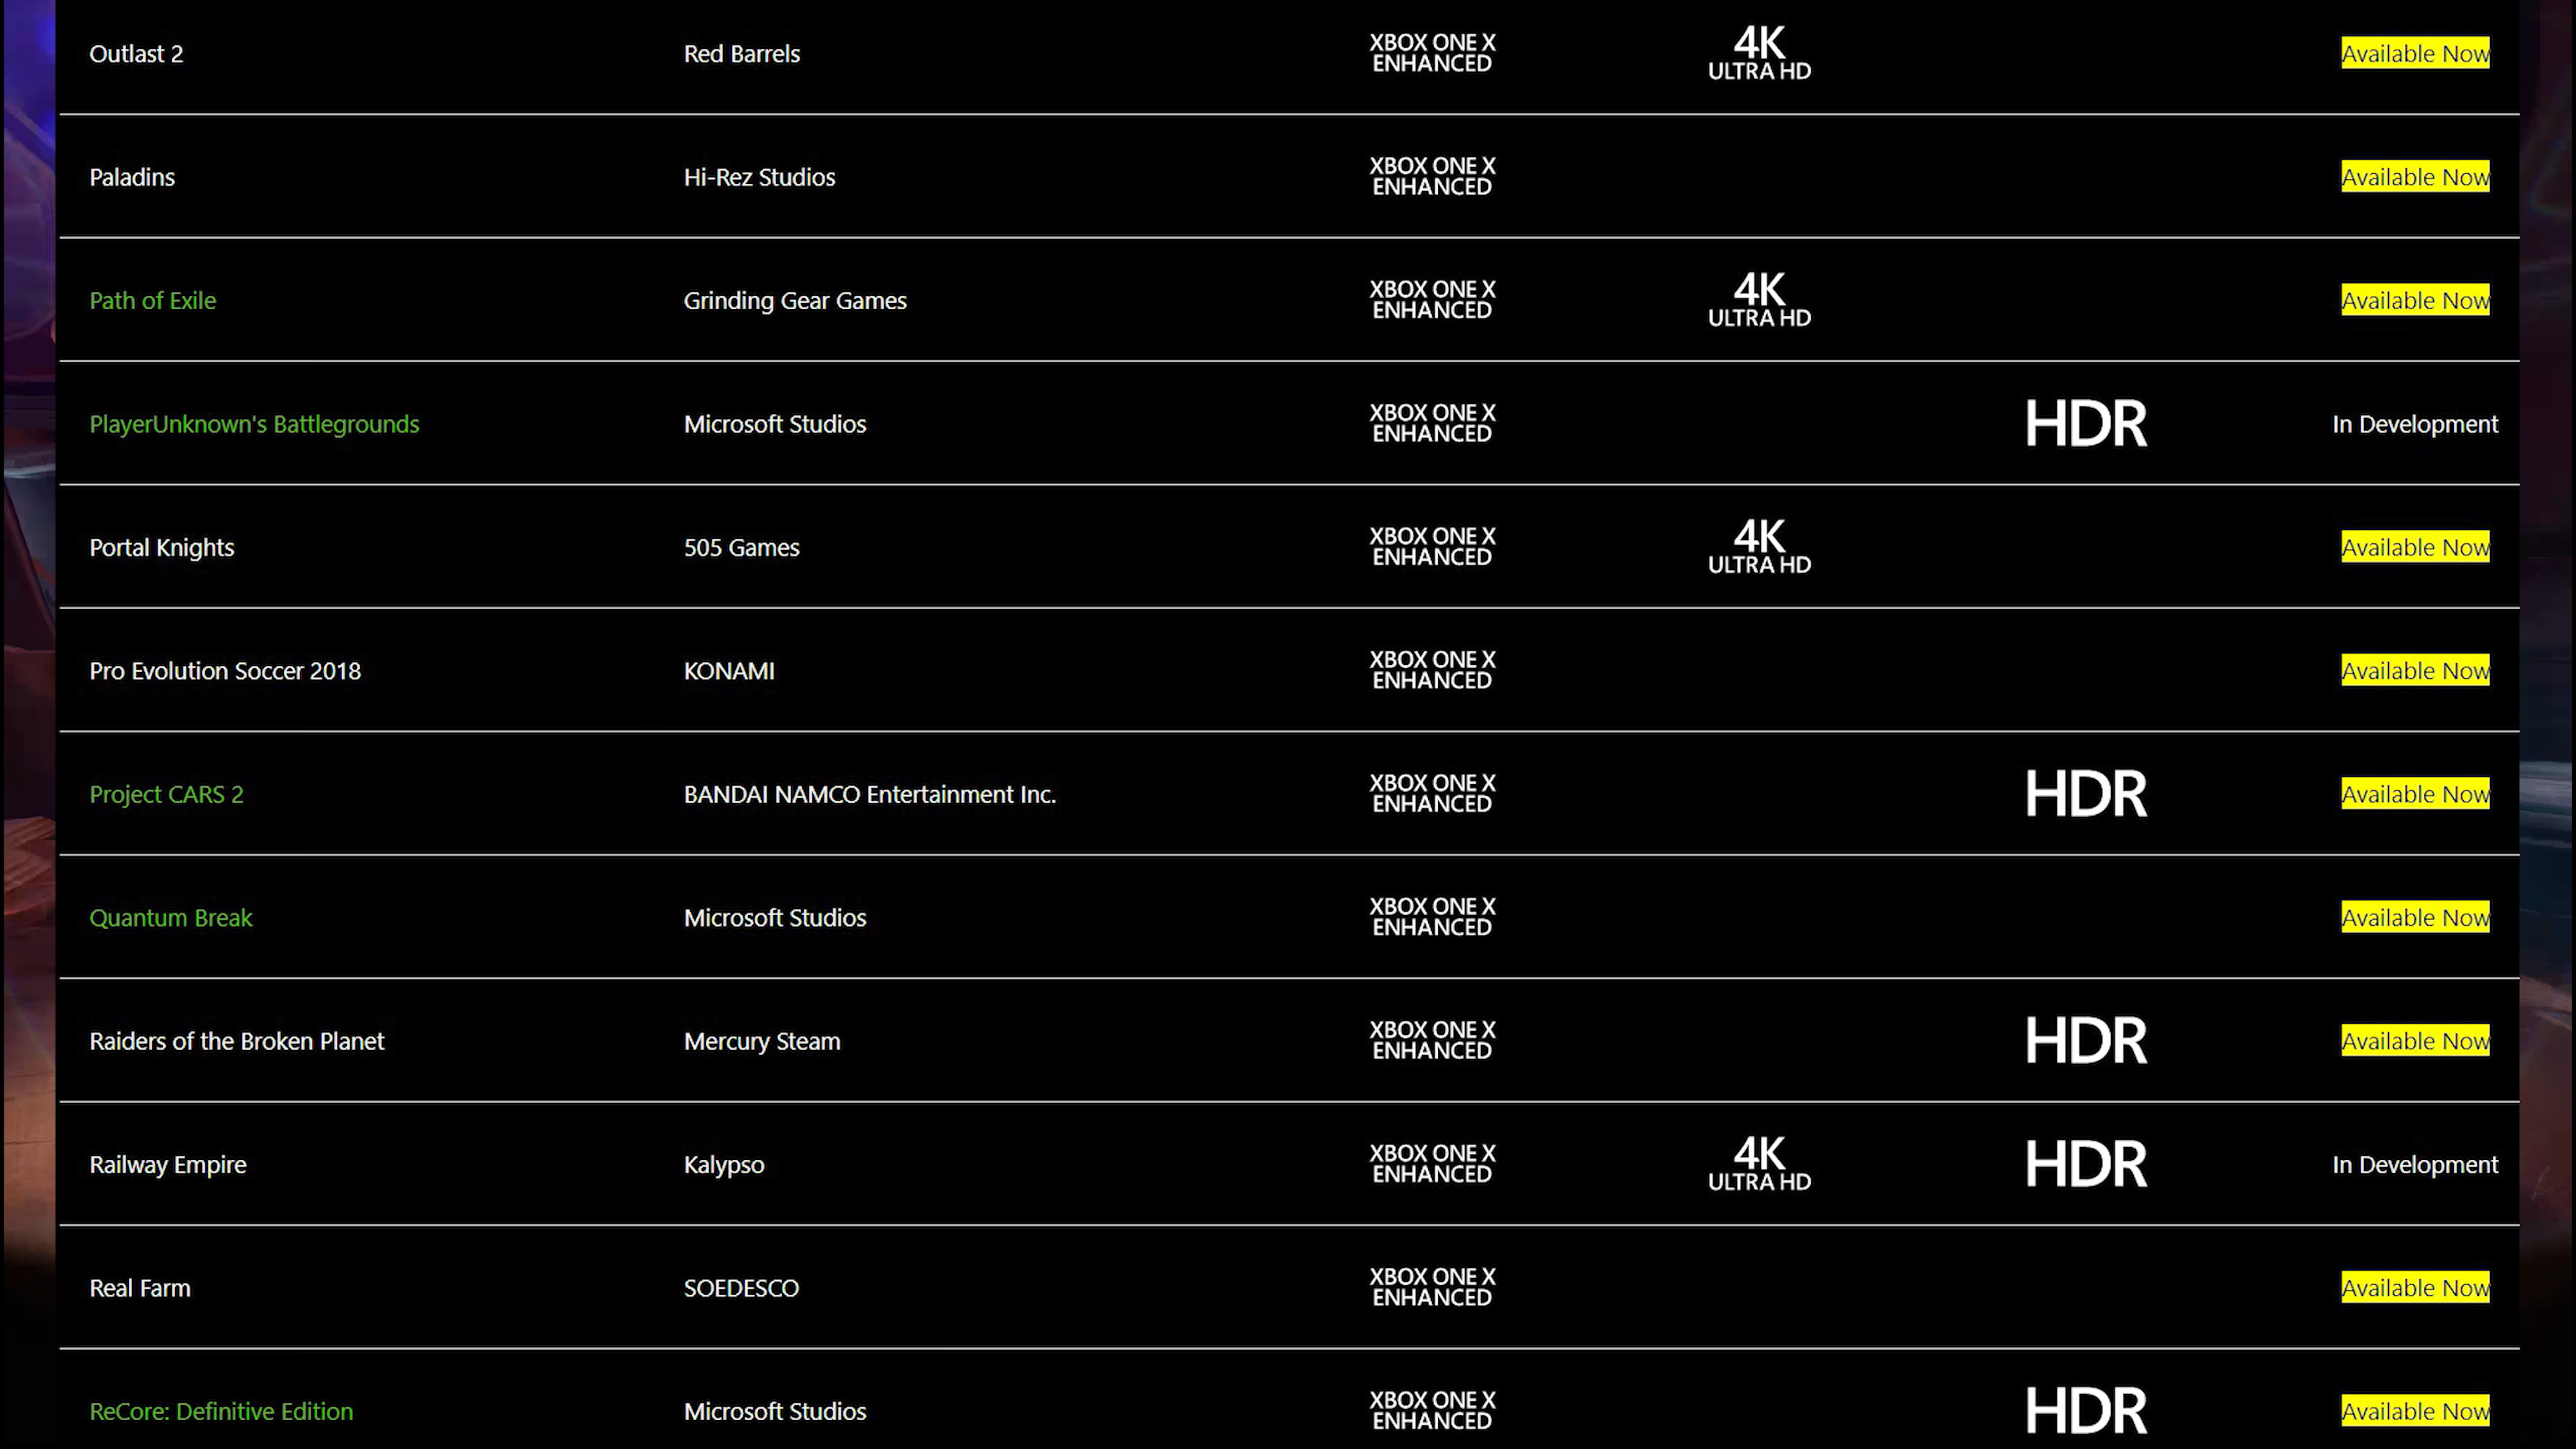 Outlast 2 Red Barrels XBOX ONE X ENHANCED 4K ULTRA HD Available Now
Paladins Hi-Rez Studios XBOX ONE X ENHANCED Available Now
Path of Exile Grinding Gear Games XBOX ONE X ENHANCED 4K ULTRA HD Available Now
PlayerUnknown's Battlegrounds Microsoft Studios XBOX ONE X ENHANCED HDR In Development
Portal Knights 505 Games XBOX ONE X ENHANCED 4K ULTRA HD Available Now
Pro Evolution Soccer 2018 KONAMI XBOX ONE X ENHANCED Available Now
Project CARS 2 BANDAI NAMCO Entertainment Inc. XBOX ONE X ENHANCED HDR Available Now
Quantum Break Microsoft Studios XBOX ONE X ENHANCED Available Now
Raiders of the Broken Planet Mercury Steam XBOX ONE X ENHANCED HDR Available Now
Railway Empire Kalypso XBOX ONE X ENHANCED 4K ULTRA HD HDR In Development
Real Farm SOEDESCO XBOX ONE X ENHANCED Available Now
ReCore: Definitive Edition Microsoft Studios XBOX ONE X ENHANCED HDR Available Now